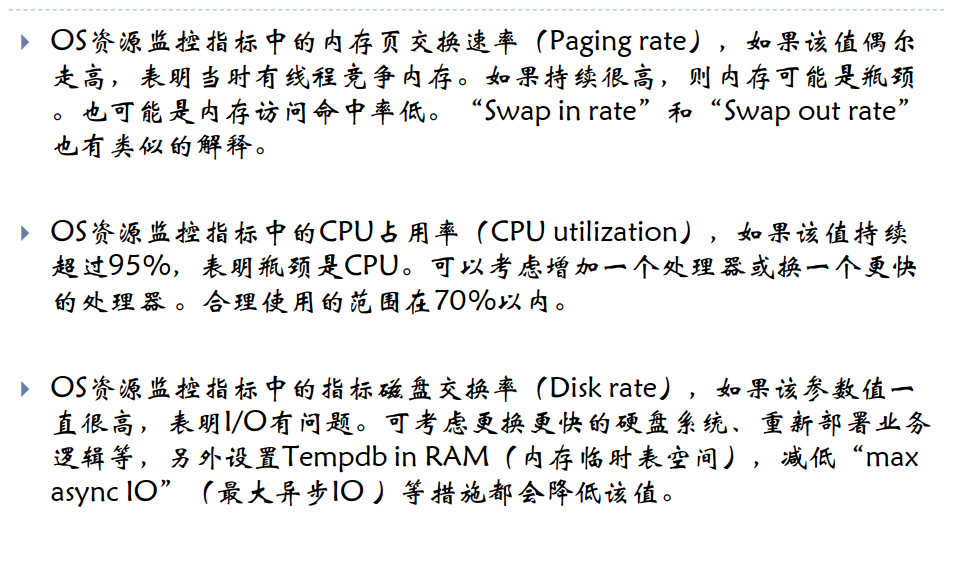 OS资源监控指标中的内存页交换速率（Paging rate），如果该值偶尔
走高，表明当时有线程竞争内存。如果持续很高，则内存可能是瓶颈
。也可能是内存访问命中率低。“Swap in rate”和“Swap out rate”
也有类似的解释。
OS资源监控指标中的CPU占用率（CPU utilization），如果该值持续
超过95%，表明瓶颈是CPU。可以考虑增加一个处理器或换一个更快
的处理器 。合理使用的范围在70%以内。
OS资源监控指标中的指标磁盘交换率（Disk rate），如果该参数值一
直很高，表明I/O有问题。可考虑更换更快的硬盘系统、重新部署业务
逻辑等，另外设置Tempdb in RAM（内存临时表空间），减低“max
async IO”（最大异步IO ）等措施都会降低该值。